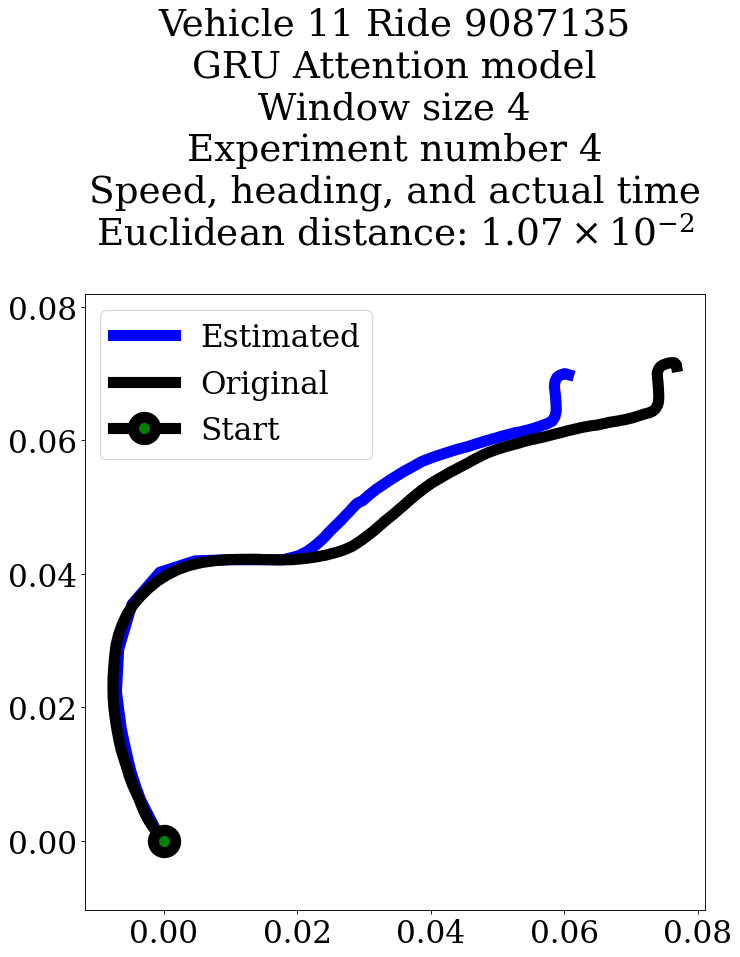 Vehicle 11 Ride 9087135
GRU Attention model
Window size 4
Experiment number 4
Speed, heading, and actual time
Euclidean distance: 1.07 × 10⁻²
0.08
0.06
0.04
0.02
0.00
Estimated
Original
Start
0.00 0.02 0.04 0.06 0.08